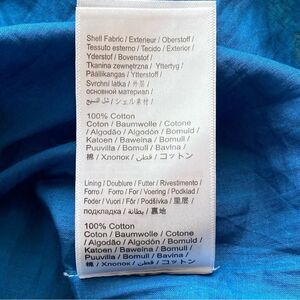 Shell Fabric / Exterieur / Oberstoff /
Tessuto esterno / Tecido / Exterior /
Yderstof / Bovenstof /
Tkanina zewnętrzna / Yttertyg /
Päällikangas / Ytterstoff /
Svrchní látka / 外層 /
основной материал /
シェル素材 /
100% Cotton
Coton / Baumwolle / Cotone
/ Algodão / Algodón / Bomuld /
Katoen / Bawełna / Bomull /
Puuvilla / Bomull / Bavlna /
棉 / Хлопок / قطن / コットン
Lining / Doublure / Futter / Rivestimento /
Forro / Forro / For / Voering / Podkład /
Foder / Vuori / Fôr / Podšívka / 里层 /
подкладка / بطانة / 裏地
100% Cotton
Coton / Baumwolle / Cotone
/ Algodão / Algodón / Bomuld /
Katoen / Bawełna / Bomull /
Puuvilla / Bomull / Bavlna /
棉 / Хлопок / قطن / コットン